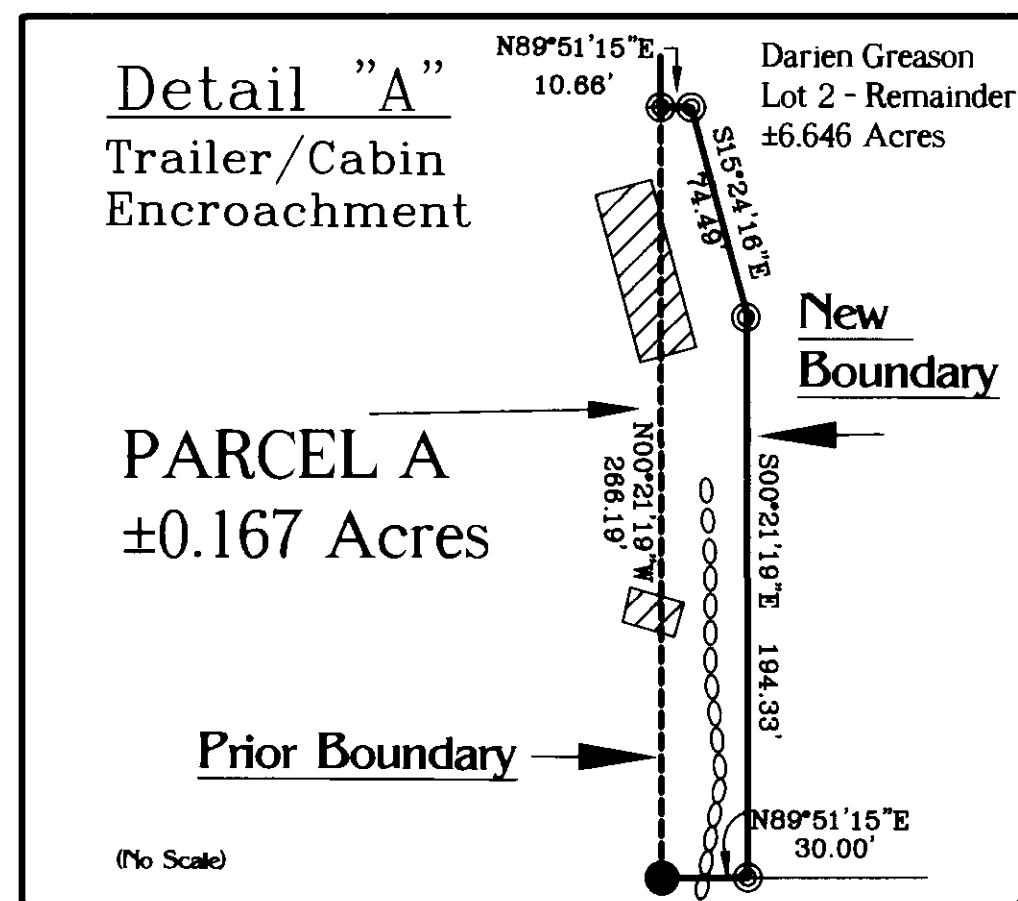 Detail "A"
Trailer/Cabin
Encroachment
N89°51'15"E
10.66'
Darien Greason
Lot 2 - Remainder
±6.646 Acres
S15°24'16"E
74.49'
New
Boundary
PARCEL A
±0.167 Acres
N00°21'19"W
266.19'
S00°21'19"E 194.33'
Prior Boundary
N89°51'15"E
30.00'
(No Scale)